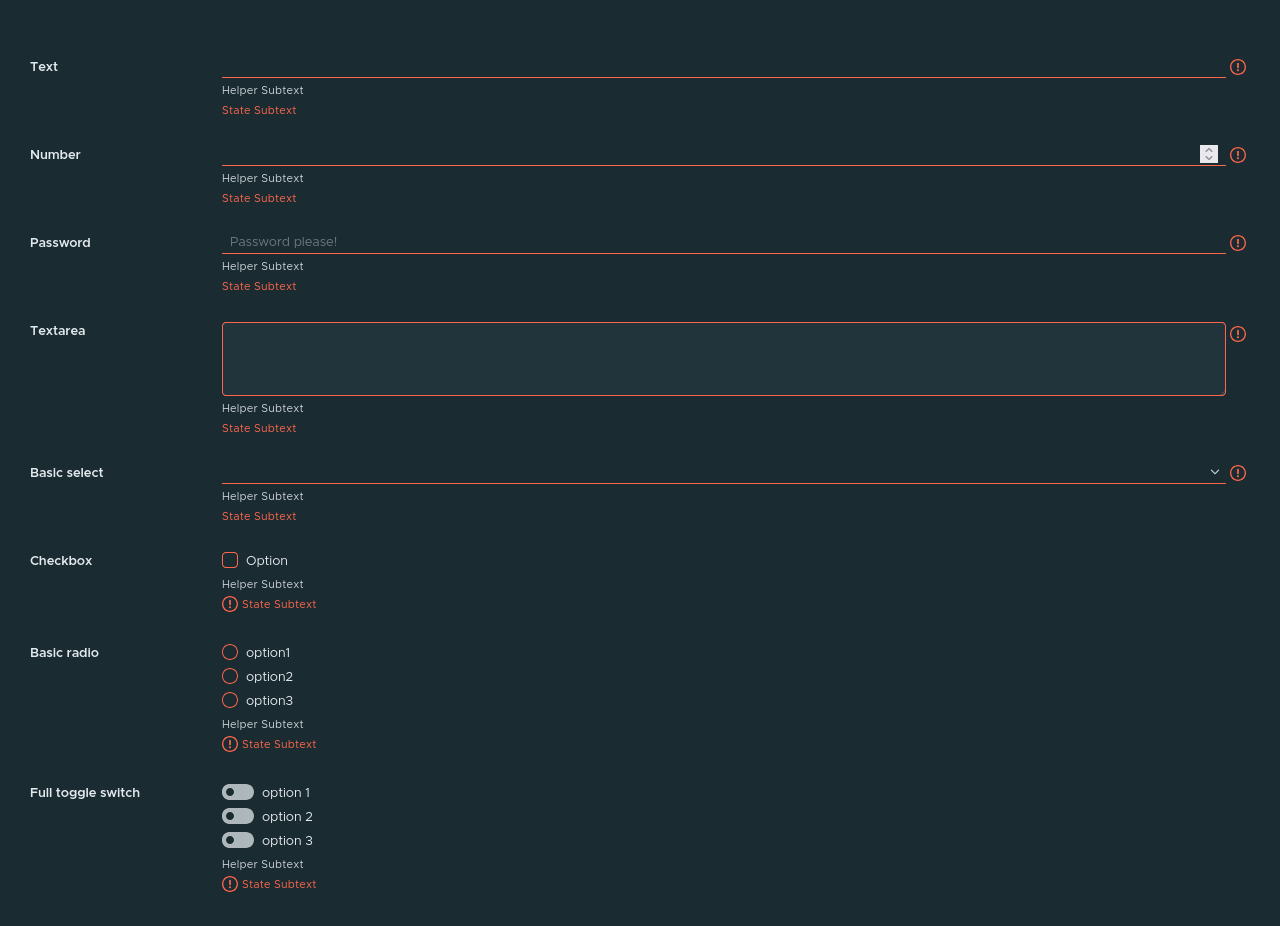 Text
Helper Subtext
State Subtext
Number
Helper Subtext
State Subtext
Password
Password please!
Helper Subtext
State Subtext
Textarea
Helper Subtext
State Subtext
Basic select
Helper Subtext
State Subtext
Checkbox
Option
Helper Subtext
State Subtext
Basic radio
option1
option2
option3
Helper Subtext
State Subtext
Full toggle switch
option 1
option 2
option 3
Helper Subtext
State Subtext